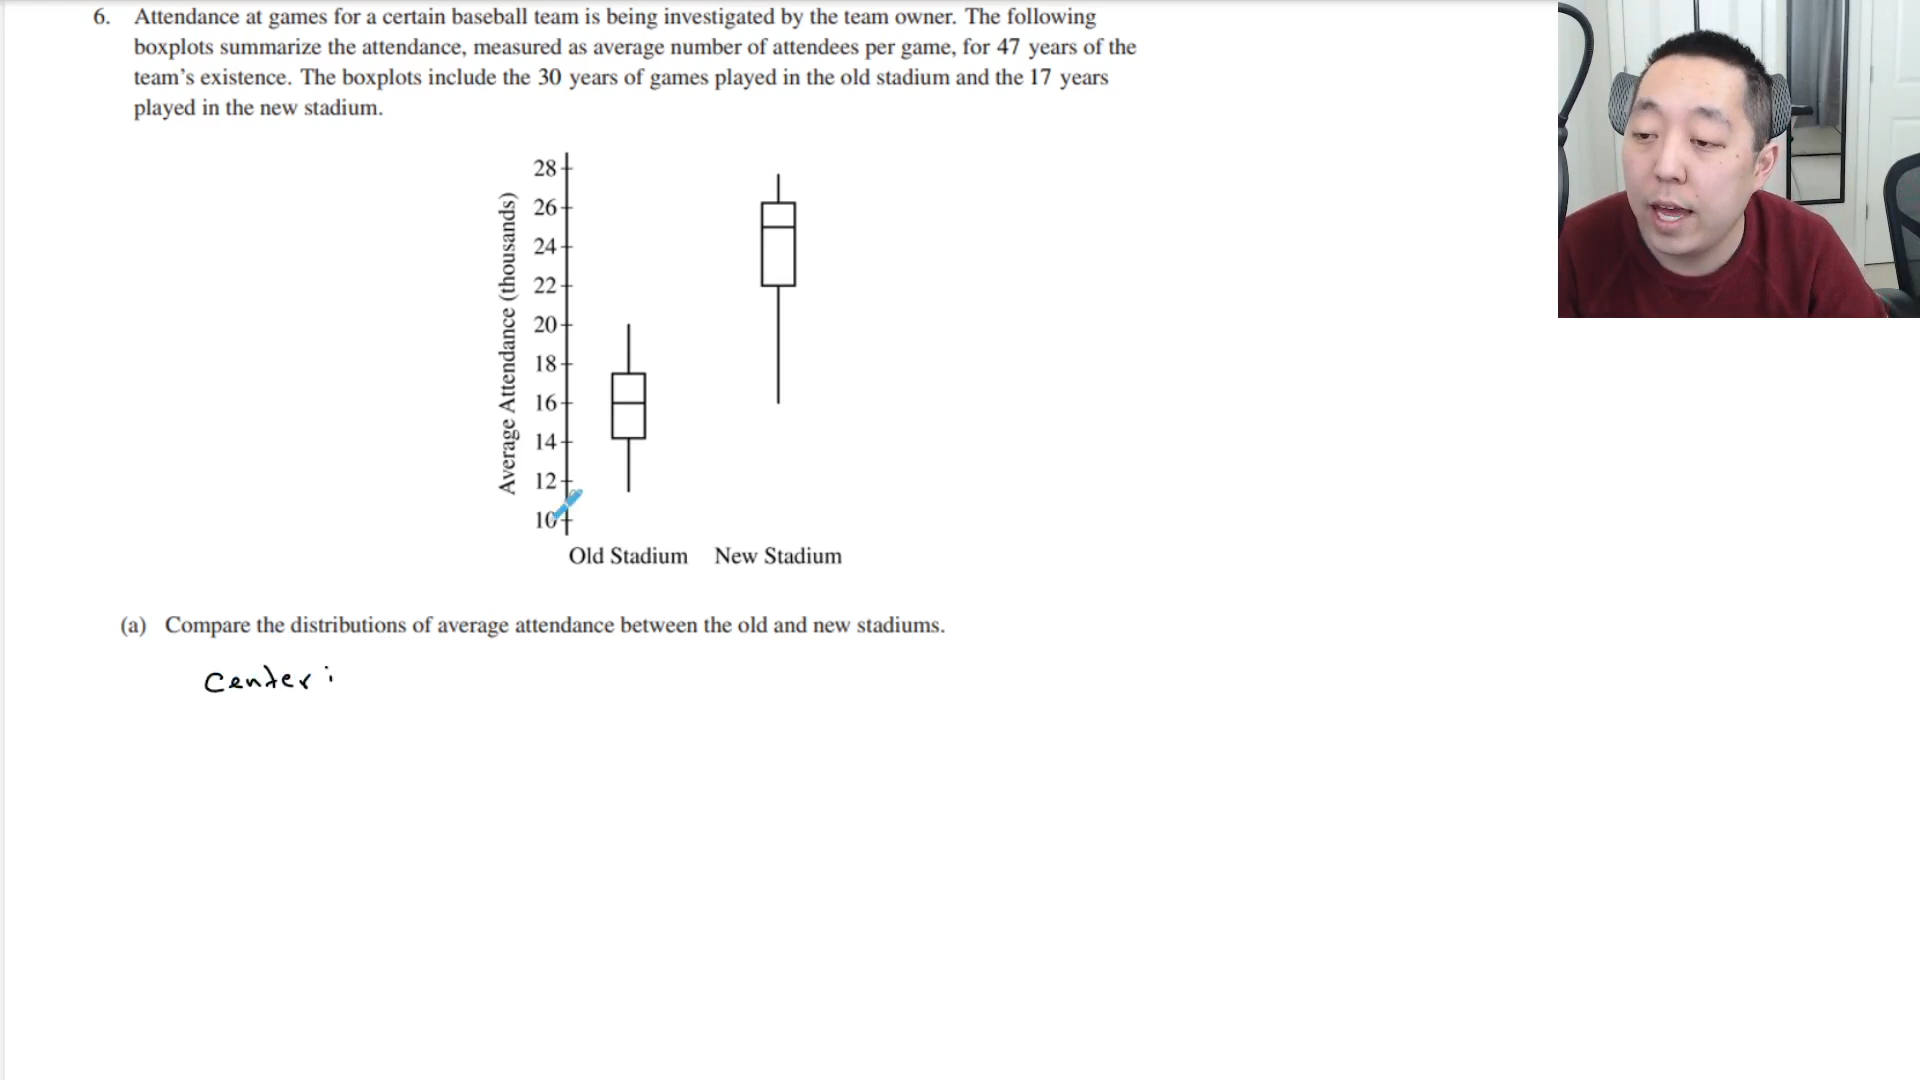 6. Attendance at games for a certain baseball team is being investigated by the team owner. The following
boxplots summarize the attendance, measured as average number of attendees per game, for 47 years of the
team’s existence. The boxplots include the 30 years of games played in the old stadium and the 17 years
played in the new stadium.
Average Attendance (thousands)
28
26
24
22
20
18
16
14
12
10
Old Stadium New Stadium
(a) Compare the distributions of average attendance between the old and new stadiums.
Center: